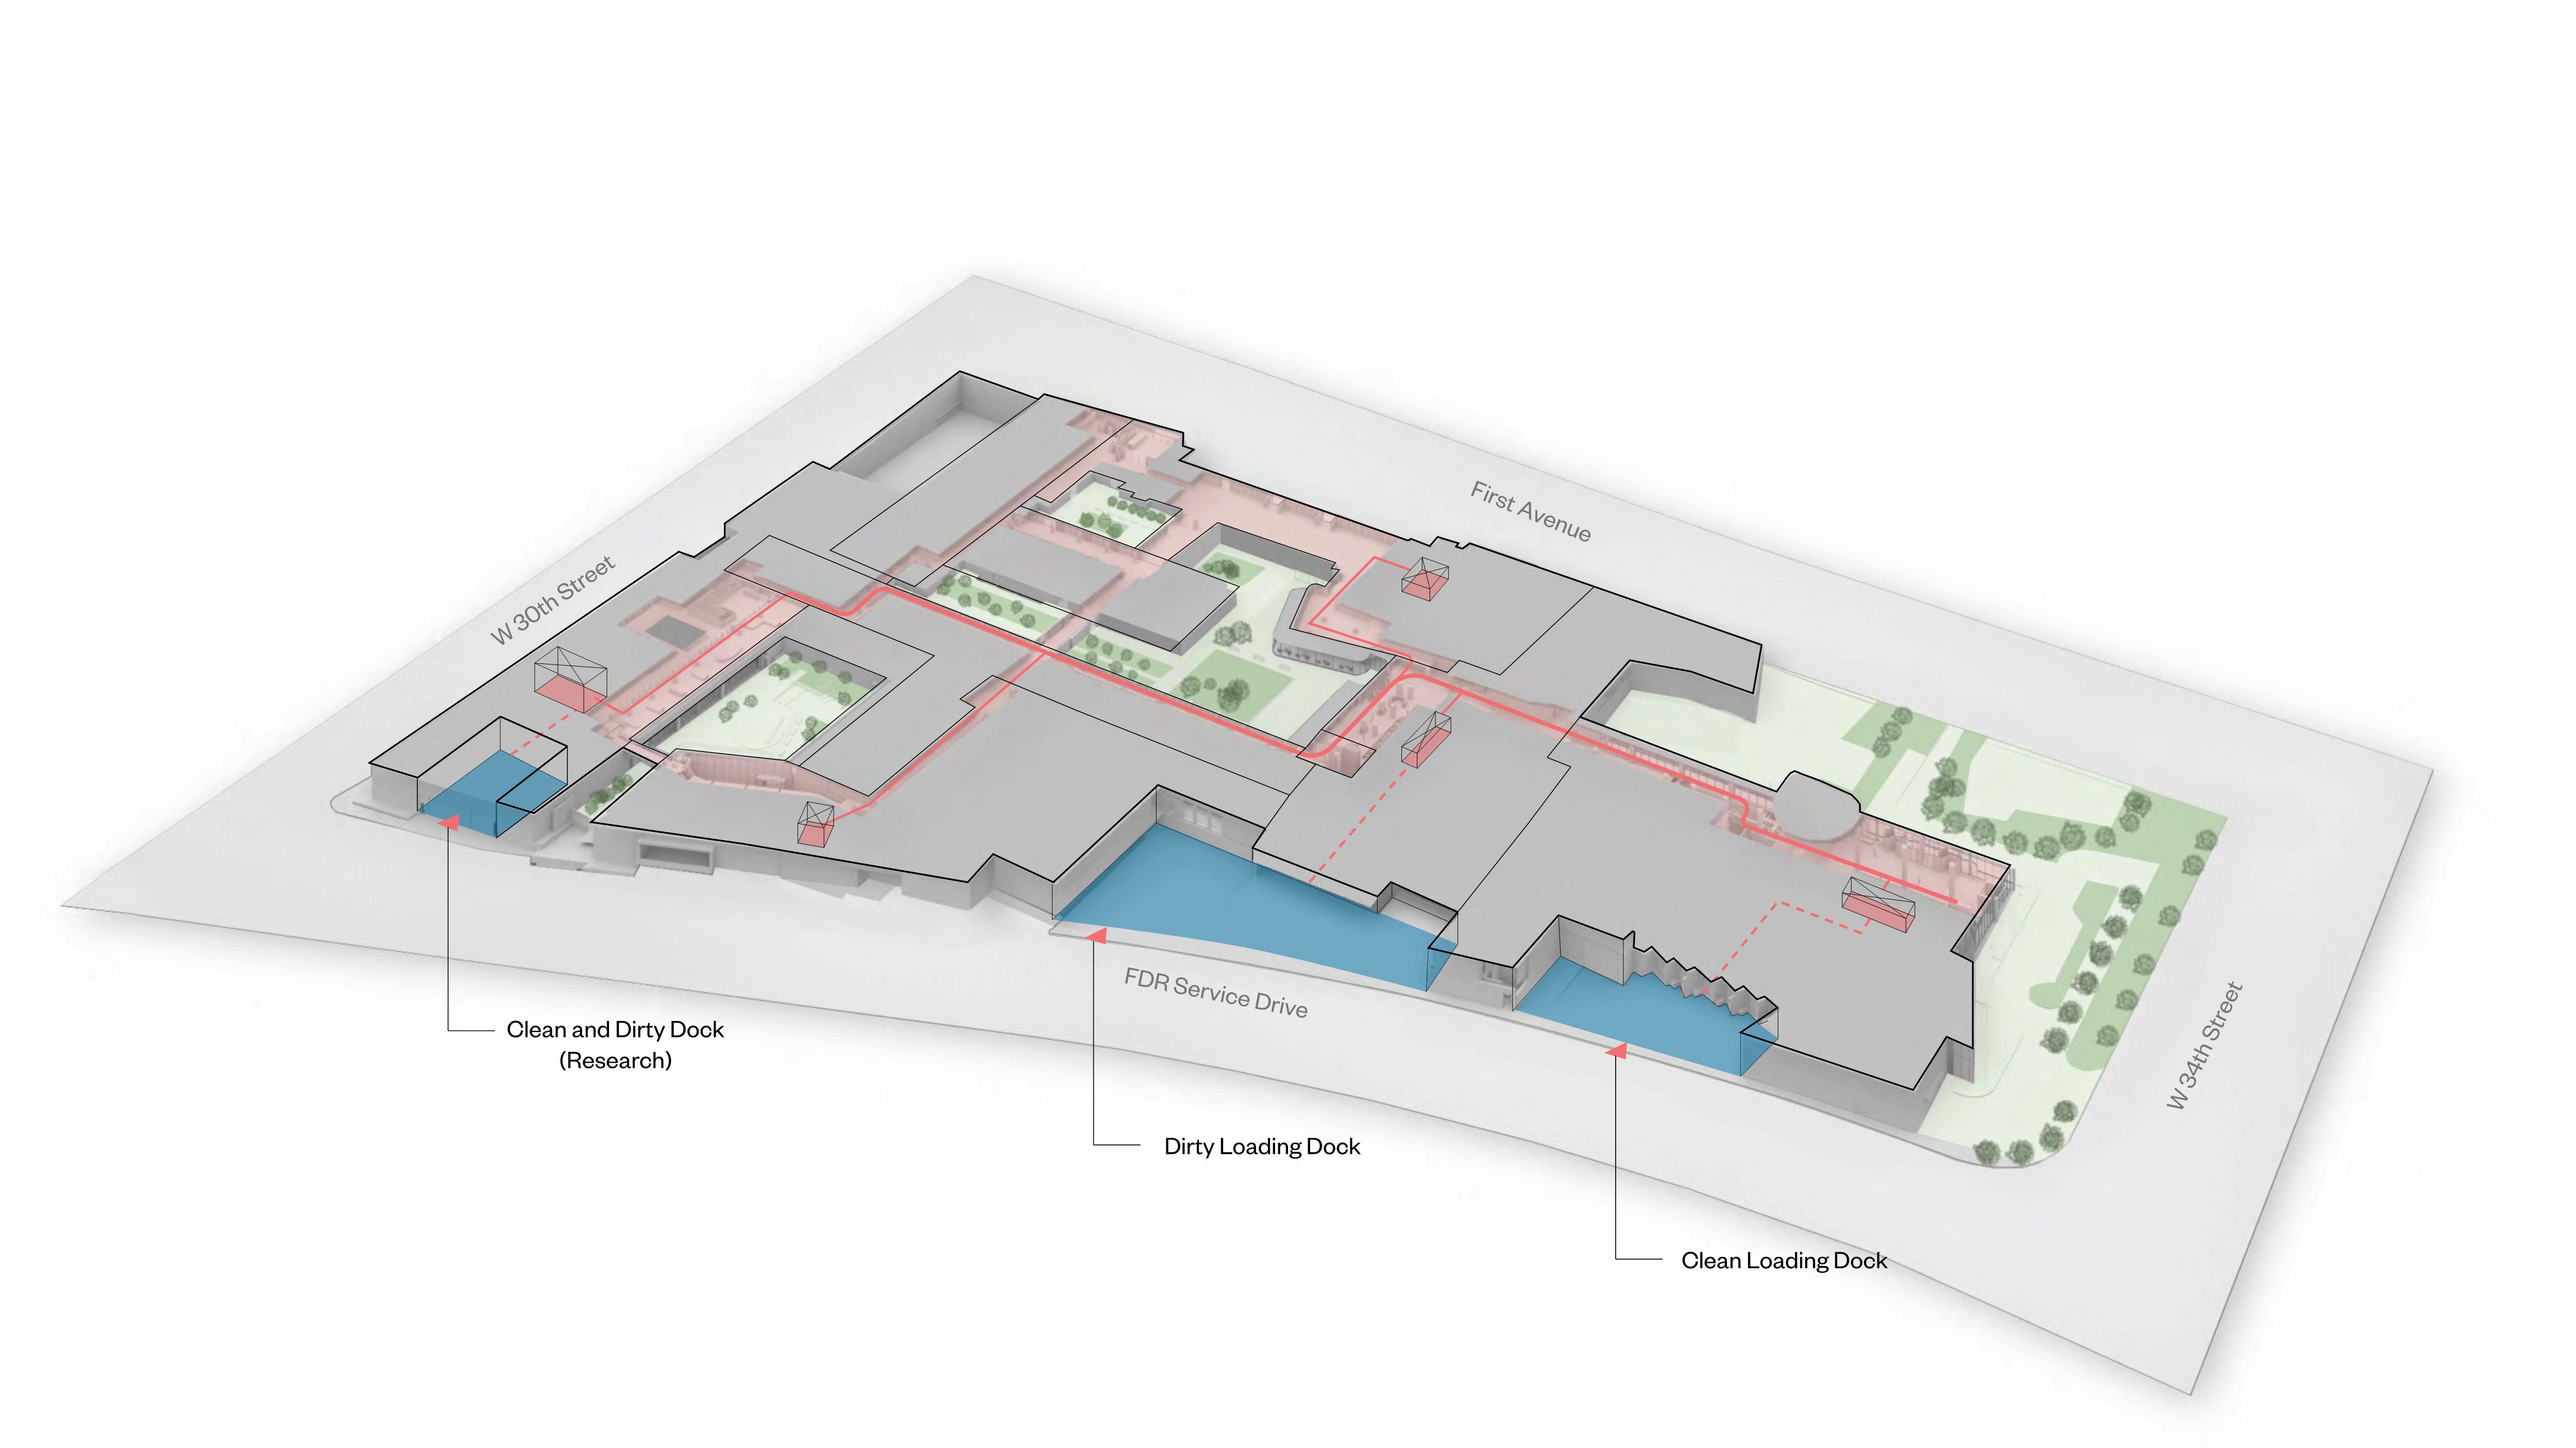 First Avenue
W 30th Street
FDR Service Drive
W 34th Street
Clean and Dirty Dock
(Research)
Dirty Loading Dock
Clean Loading Dock